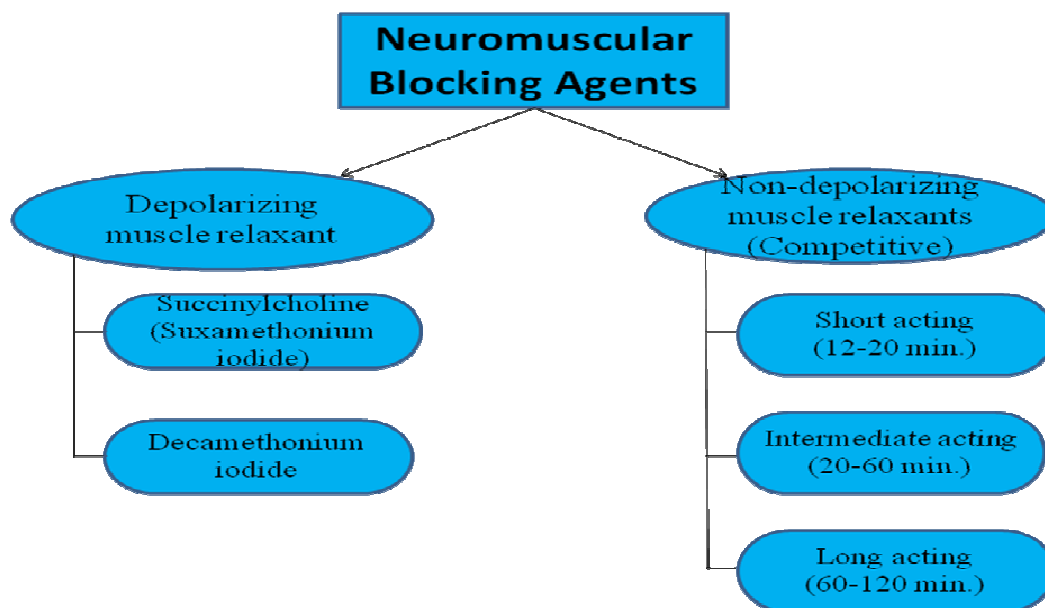 Neuromuscular
Blocking Agents
Depolarizing
muscle relaxant
Succinylcholine
(Suxamethonium
iodide)
Decamethonium
iodide
Non-depolarizing
muscle relaxants
(Competitive)
Short acting
(12-20 min.)
Intermediate acting
(20-60 min.)
Long acting
(60-120 min.)